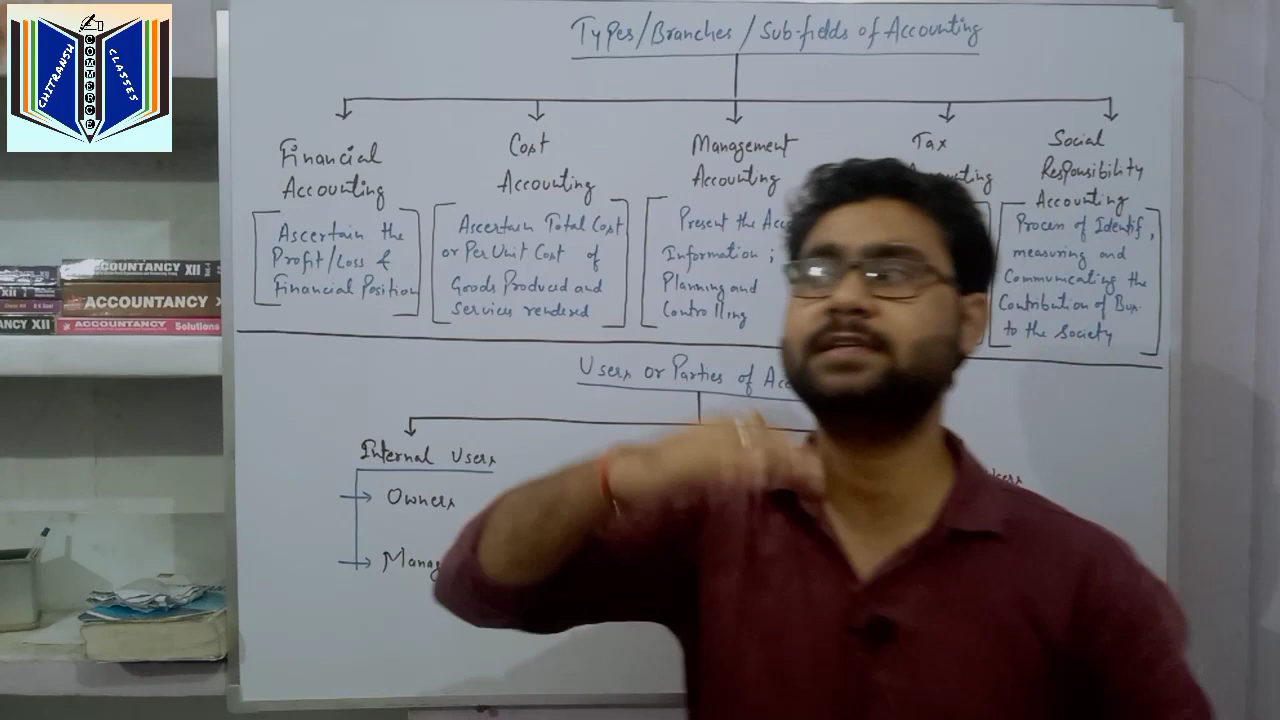 CHITRANSU
COMMERCE
CLASSES
Types/Branches/Sub-fields of Accounting
Financial
Accounting
Ascertain the
Profit/Loss &
Financial Position
Cost
Accounting
Ascertain Total Cost
or Per Unit Cost of
Goods Produced and
Services rendered
Management
Accounting
Present the Acc
Information;
Planning and
Controlling
Tax
Social
Responsibility
Accounting
Process of Identif,
measuring and
Communicating the
Contribution of Bus.
to the Society
Users or Parties of Acc
Internal Users
Owners
Manag
ACCOUNTANCY XII
ACCOUNTANCY
ACCOUNTANCY Solutions
XII
ANCY XII